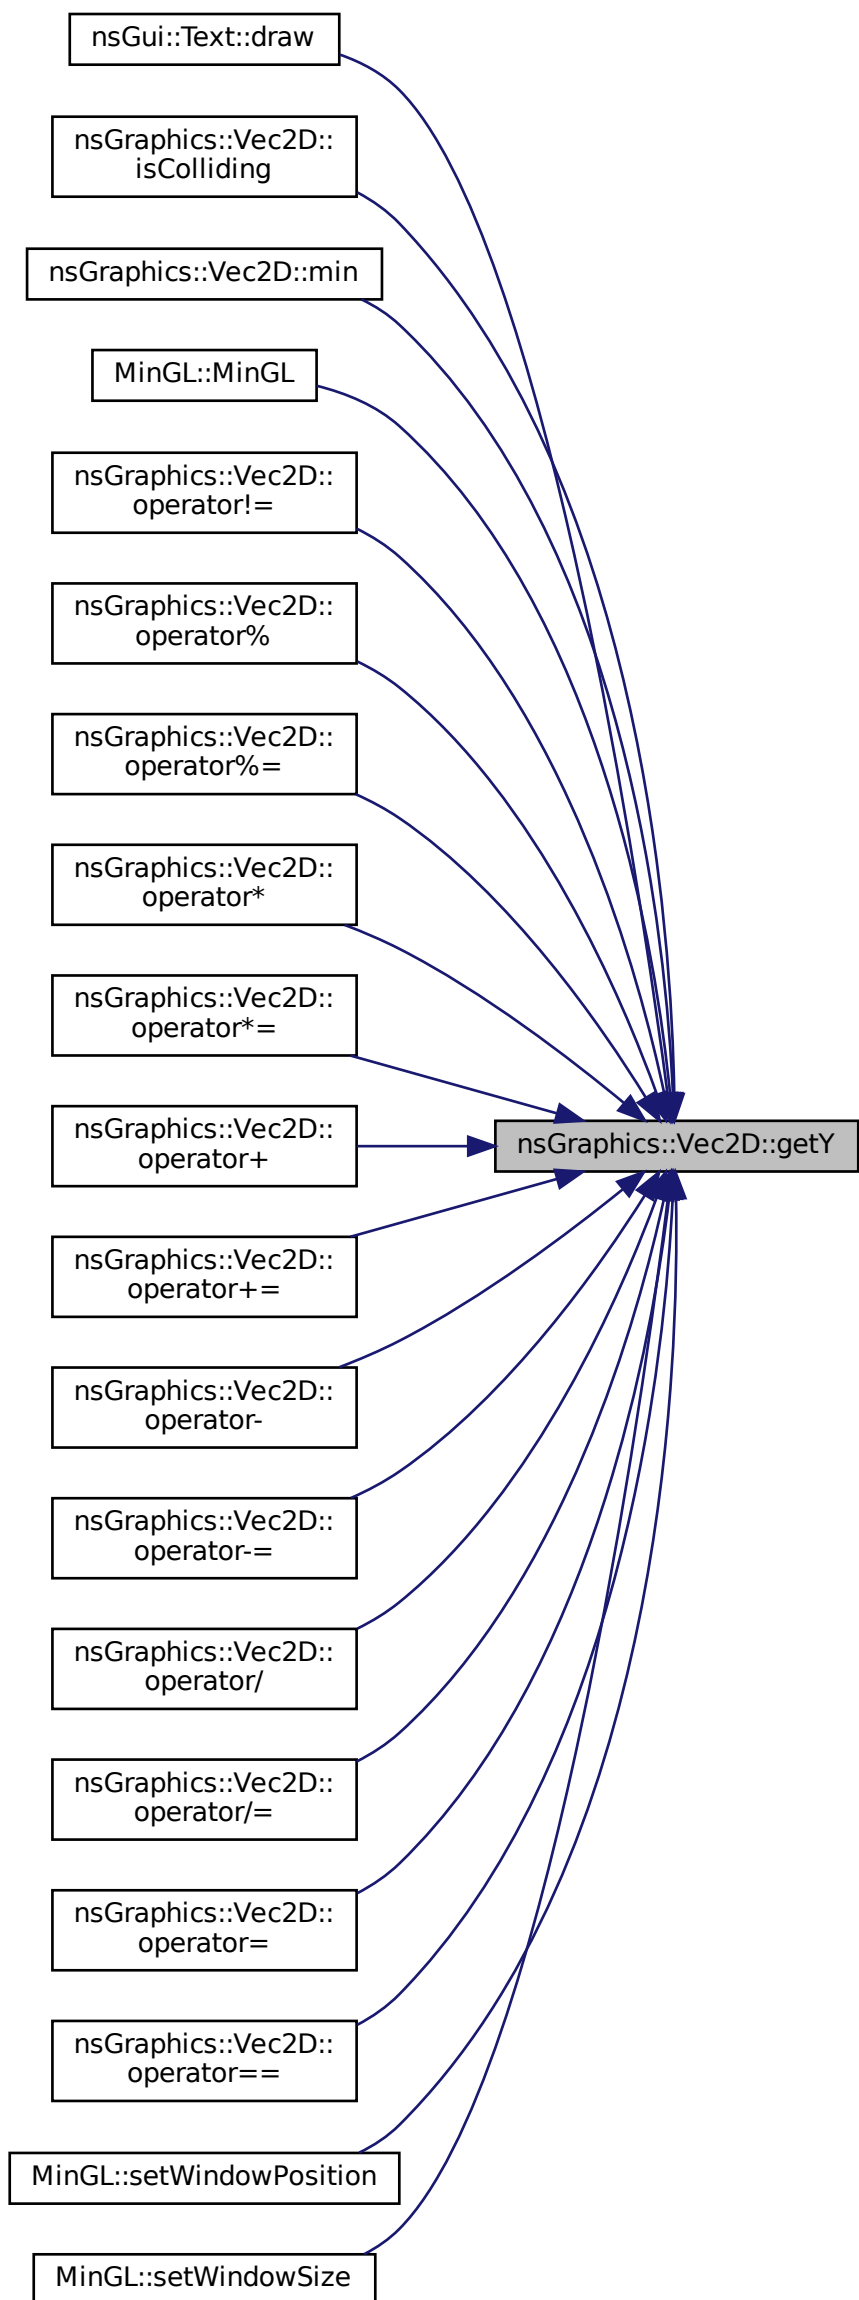 nsGui::Text::draw
nsGraphics::Vec2D::
isColliding
nsGraphics::Vec2D::min
MinGL::MinGL
nsGraphics::Vec2D::
operator!=
nsGraphics::Vec2D::
operator%
nsGraphics::Vec2D::
operator%=
nsGraphics::Vec2D::
operator*
nsGraphics::Vec2D::
operator*=
nsGraphics::Vec2D::
operator+
nsGraphics::Vec2D::getY
nsGraphics::Vec2D::
operator+=
nsGraphics::Vec2D::
operator-
nsGraphics::Vec2D::
operator-=
nsGraphics::Vec2D::
operator/
nsGraphics::Vec2D::
operator/=
nsGraphics::Vec2D::
operator=
nsGraphics::Vec2D::
operator==
MinGL::setWindowPosition
MinGL::setWindowSize